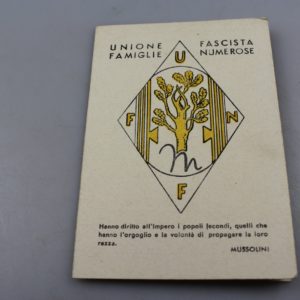 UNIONE FASCISTA
FAMIGLIE NUMEROSE
U
F N
F
m
Hanno diritto all'Impero i popoli fecondi, quelli che
hanno l'orgoglio e la volontà di propagare la loro
razza.
MUSSOLINI